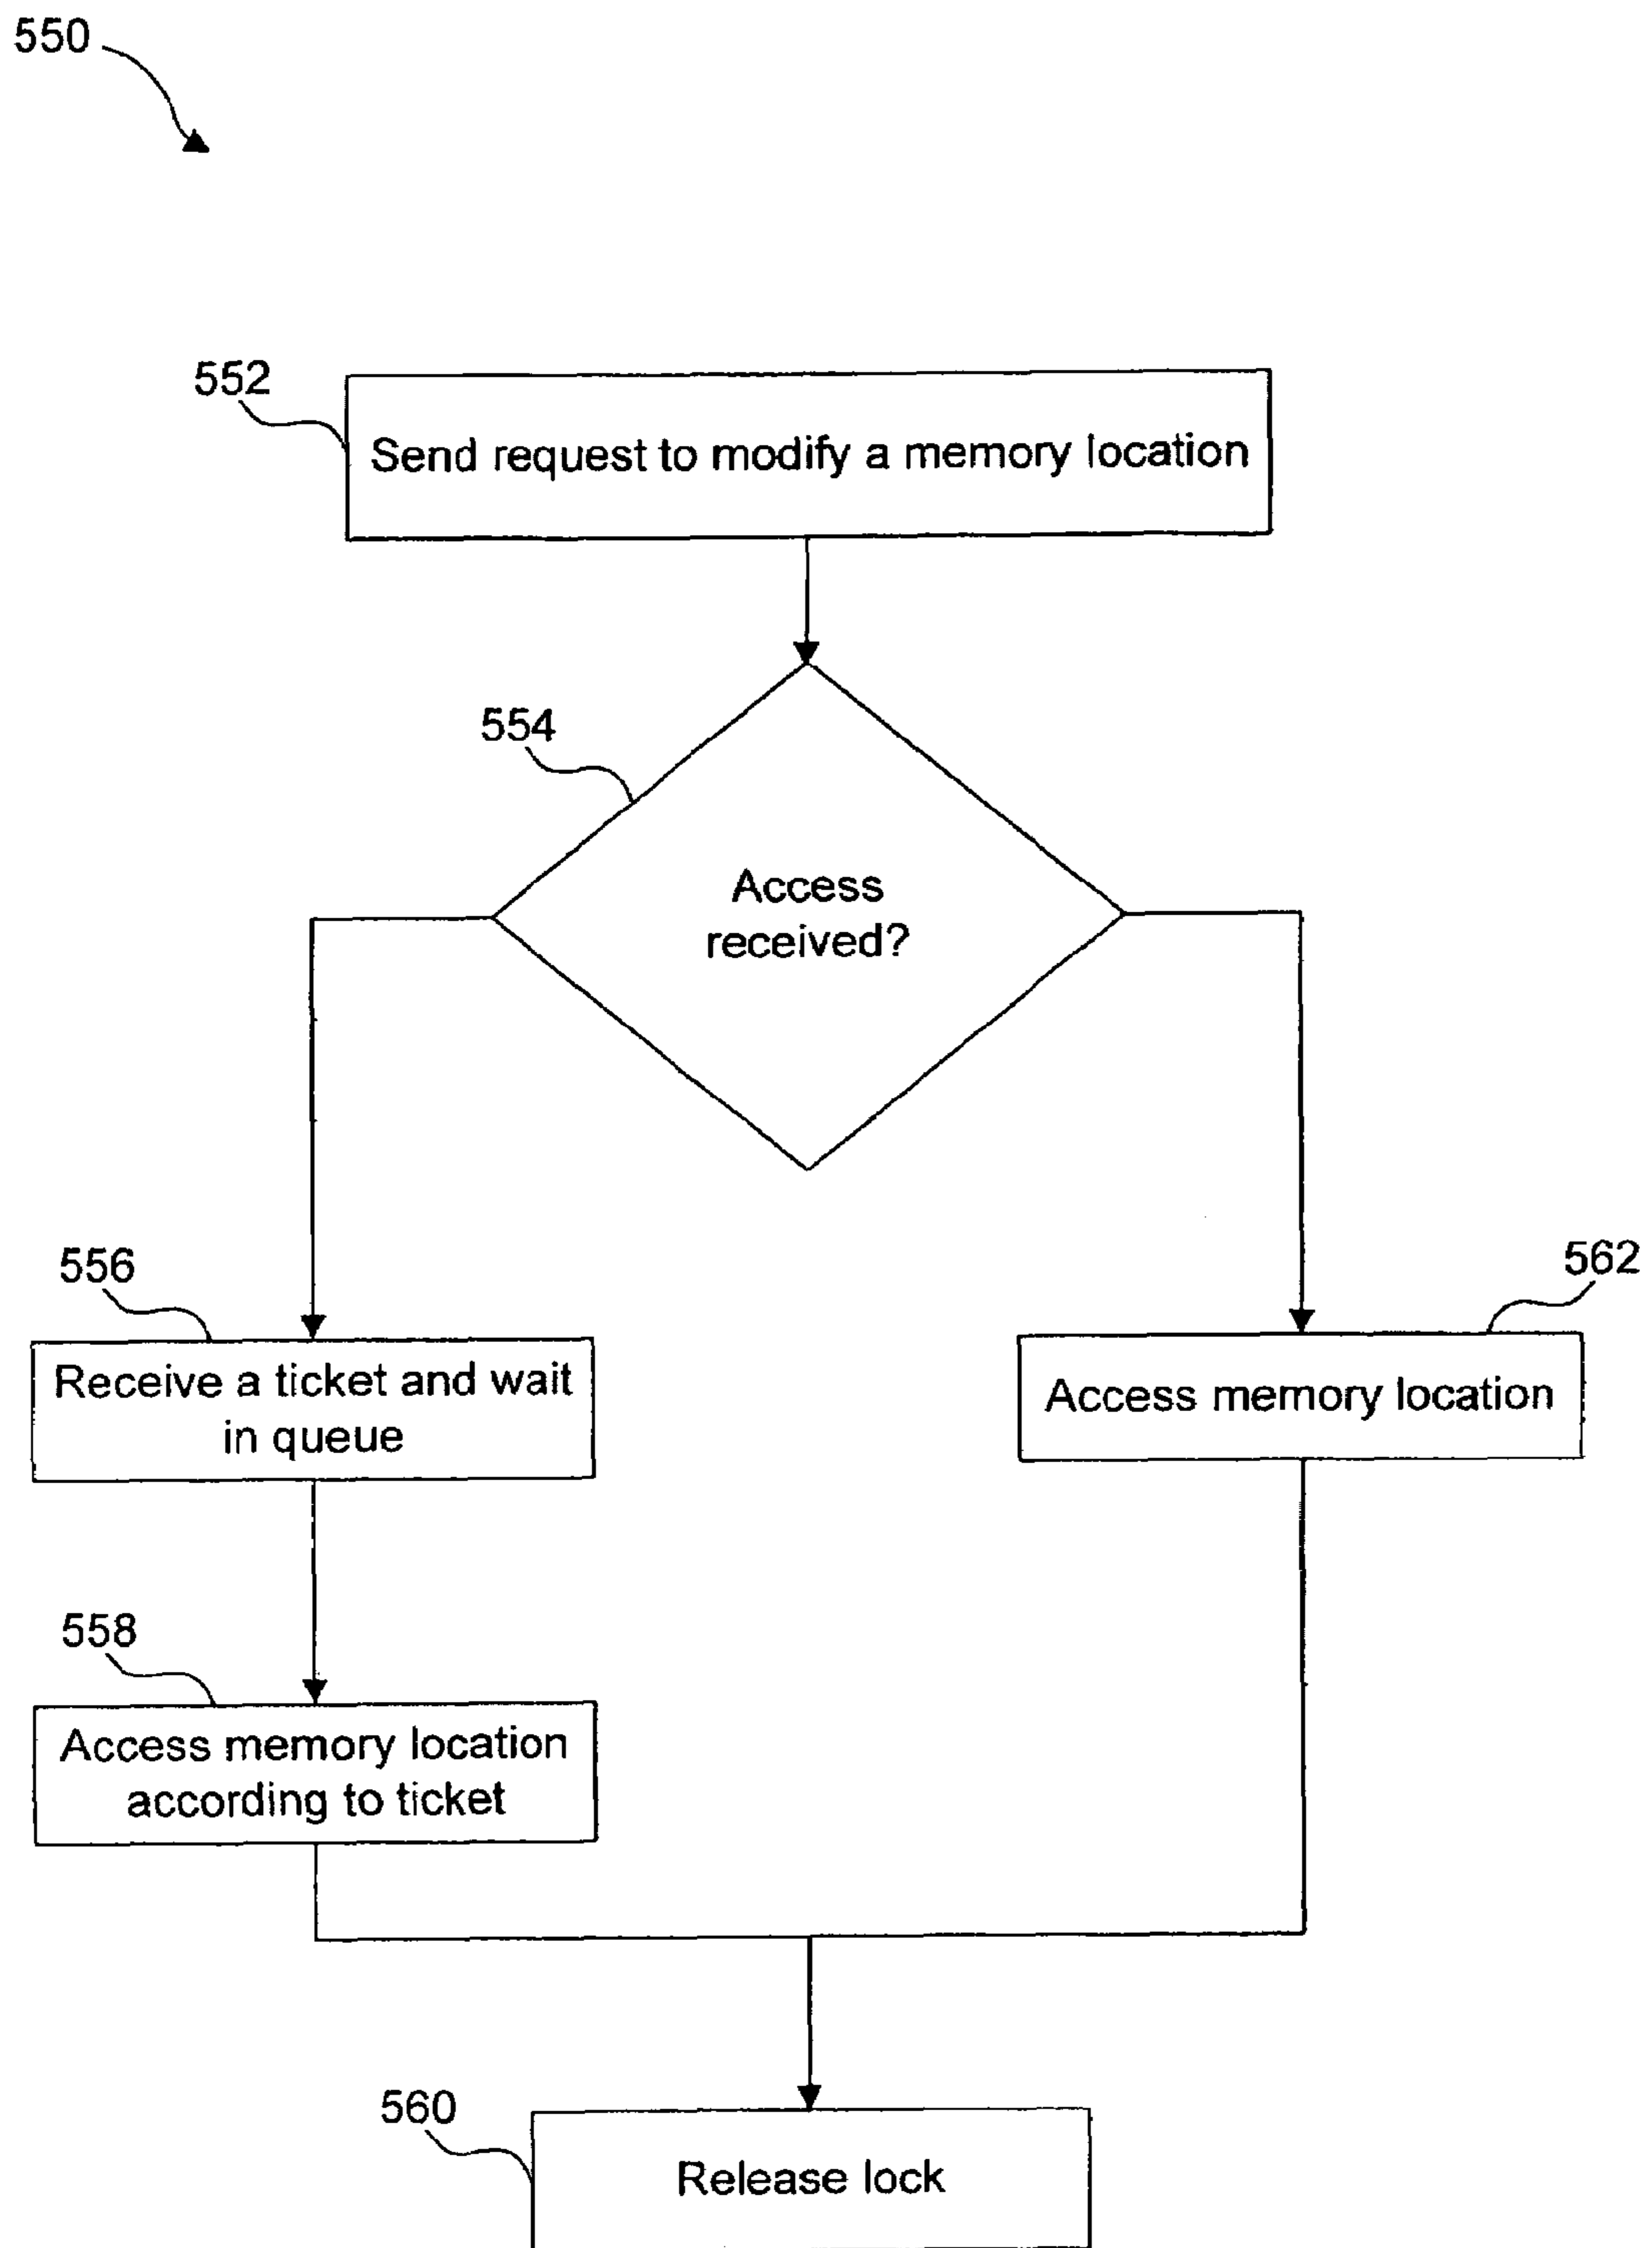 550
552
Send request to modify a memory location
554
Access
received?
556
Receive a ticket and wait
in queue
562
Access memory location
558
Access memory location
according to ticket
560
Release lock